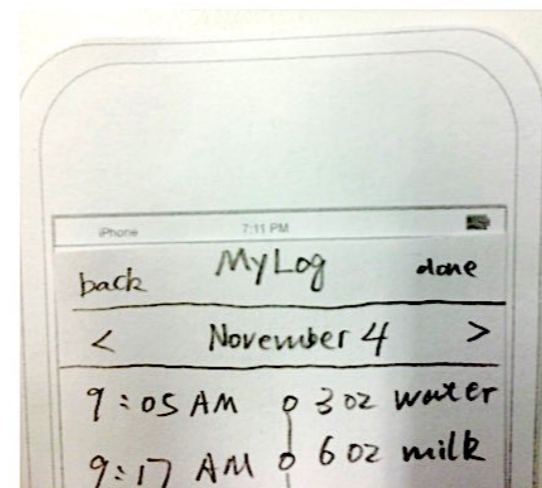 iPhone 7:11 PM
back MyLog done
< November 4 >
9:05 AM 3 oz water
9:17 AM 6 oz milk